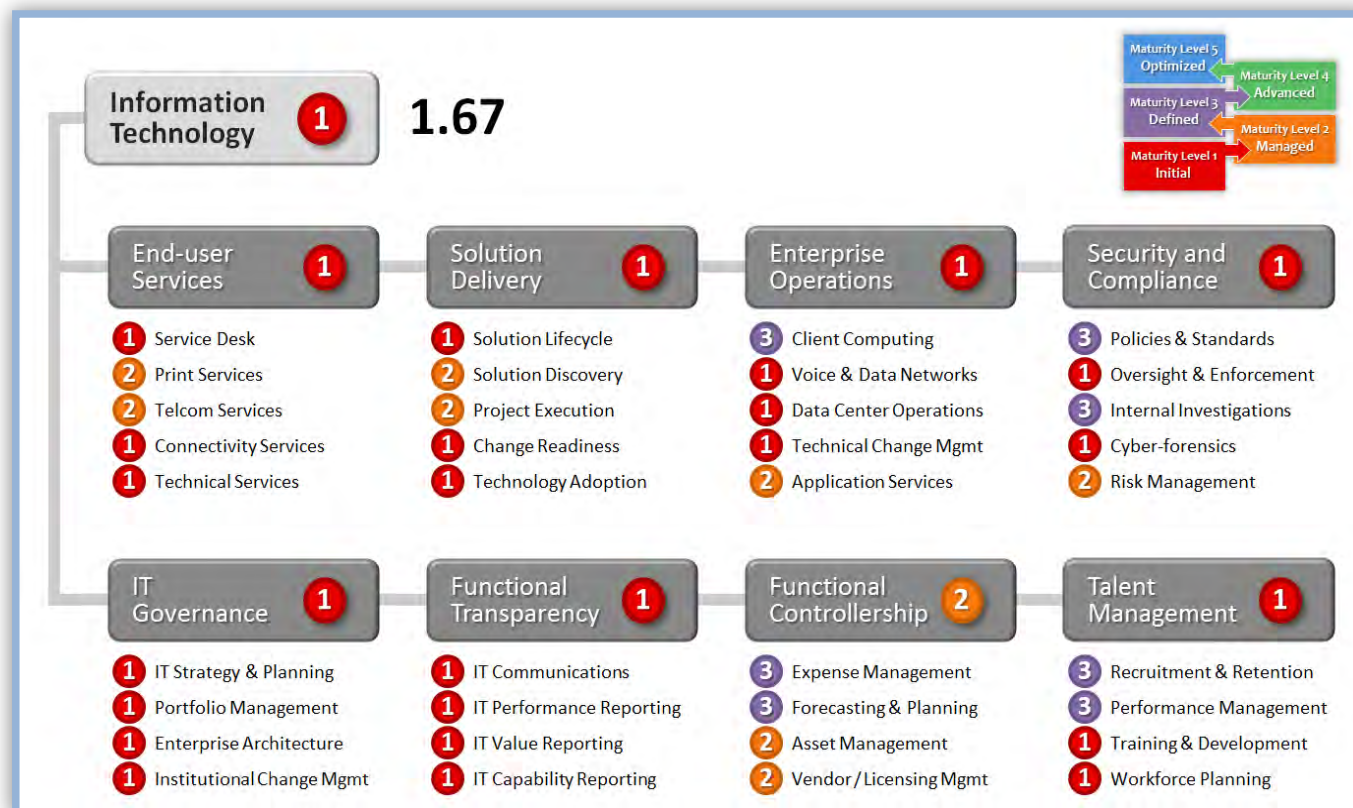 Information
Technology
1
1.67
Maturity Level 5
Optimized
Maturity Level 4
Advanced
Maturity Level 3
Defined
Maturity Level 2
Managed
Maturity Level 1
Initial
End-user
Services
1
Solution
Delivery
1
Enterprise
Operations
1
Security and
Compliance
1
1 Service Desk
2 Print Services
2 Telcom Services
1 Connectivity Services
1 Technical Services
1 Solution Lifecycle
2 Solution Discovery
2 Project Execution
1 Change Readiness
1 Technology Adoption
3 Client Computing
1 Voice & Data Networks
1 Data Center Operations
1 Technical Change Mgmt
2 Application Services
3 Policies & Standards
1 Oversight & Enforcement
3 Internal Investigations
1 Cyber-forensics
2 Risk Management
IT
Governance
1
Functional
Transparency
1
Functional
Controllership
2
Talent
Management
1
1 IT Strategy & Planning
1 Portfolio Management
1 Enterprise Architecture
1 Institutional Change Mgmt
1 IT Communications
1 IT Performance Reporting
1 IT Value Reporting
1 IT Capability Reporting
3 Expense Management
3 Forecasting & Planning
2 Asset Management
2 Vendor / Licensing Mgmt
3 Recruitment & Retention
3 Performance Management
1 Training & Development
1 Workforce Planning